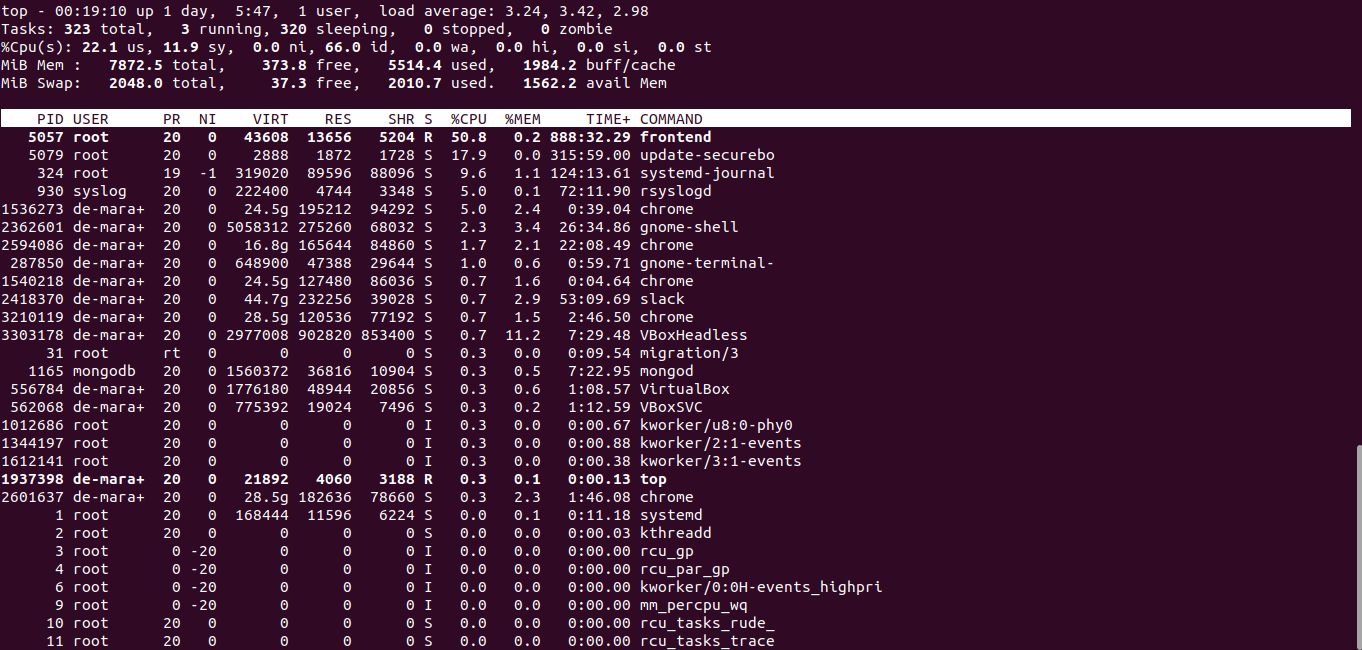 top - 00:19:10 up 1 day,  5:47,  1 user,  load average: 3.24, 3.42, 2.98
Tasks: 323 total,   3 running, 320 sleeping,   0 stopped,   0 zombie
%Cpu(s): 22.1 us, 11.9 sy,  0.0 ni, 66.0 id,  0.0 wa,  0.0 hi,  0.0 si,  0.0 st
MiB Mem :   7872.5 total,    373.8 free,   5514.4 used,   1984.2 buff/cache
MiB Swap:   2048.0 total,     37.3 free,   2010.7 used.   1562.2 avail Mem
PID USER      PR  NI    VIRT    RES    SHR S  %CPU  %MEM     TIME+ COMMAND
5057 root      20   0   43608  13656   5204 R  50.8   0.2 888:32.29 frontend
5079 root      20   0    2888   1872   1728 S  17.9   0.0 315:59.00 update-securebo
324 root      19  -1  319020  89596  88096 S   9.6   1.1 124:13.61 systemd-journal
930 syslog    20   0  222400   4744   3348 S   5.0   0.1  72:11.90 rsyslogd
1536273 de-mara+  20   0   24.5g 195212  94292 S   5.0   2.4   0:39.04 chrome
2362601 de-mara+  20   0 5058312 275260  68032 S   2.3   3.4  26:34.86 gnome-shell
2594086 de-mara+  20   0   16.8g 165644  84860 S   1.7   2.1  22:08.49 chrome
287850 de-mara+  20   0  648900  47388  29644 S   1.0   0.6   0:59.71 gnome-terminal-
1540218 de-mara+  20   0   24.5g 127480  86036 S   0.7   1.6   0:04.64 chrome
2418370 de-mara+  20   0   44.7g 232256  39028 S   0.7   2.9  53:09.69 slack
3210119 de-mara+  20   0   28.5g 120536  77192 S   0.7   1.5   2:46.50 chrome
3303178 de-mara+  20   0 2977008 902820 853400 S   0.7  11.2   7:29.48 VBoxHeadless
31 root      rt   0       0      0      0 S   0.3   0.0   0:09.54 migration/3
1165 mongodb   20   0 1560372  36816  10904 S   0.3   0.5   7:22.95 mongod
556784 de-mara+  20   0 1776180  48944  20856 S   0.3   0.6   1:08.57 VirtualBox
562068 de-mara+  20   0  775392  19024   7496 S   0.3   0.2   1:12.59 VBoxSVC
1012686 root      20   0       0      0      0 I   0.3   0.0   0:00.67 kworker/u8:0-phy0
1344197 root      20   0       0      0      0 I   0.3   0.0   0:00.88 kworker/2:1-events
1612141 root      20   0       0      0      0 I   0.3   0.0   0:00.38 kworker/3:1-events
1937398 de-mara+  20   0   21892   4060   3188 R   0.3   0.1   0:00.13 top
2601637 de-mara+  20   0   28.5g 182636  78660 S   0.3   2.3   1:46.08 chrome
1 root      20   0  168444  11596   6224 S   0.0   0.1   0:11.18 systemd
2 root      20   0       0      0      0 S   0.0   0.0   0:00.03 kthreadd
3 root       0 -20       0      0      0 I   0.0   0.0   0:00.00 rcu_gp
4 root       0 -20       0      0      0 I   0.0   0.0   0:00.00 rcu_par_gp
6 root       0 -20       0      0      0 I   0.0   0.0   0:00.00 kworker/0:0H-events_highpri
9 root       0 -20       0      0      0 I   0.0   0.0   0:00.00 mm_percpu_wq
10 root      20   0       0      0      0 S   0.0   0.0   0:00.00 rcu_tasks_rude_
11 root      20   0       0      0      0 S   0.0   0.0   0:00.00 rcu_tasks_trace